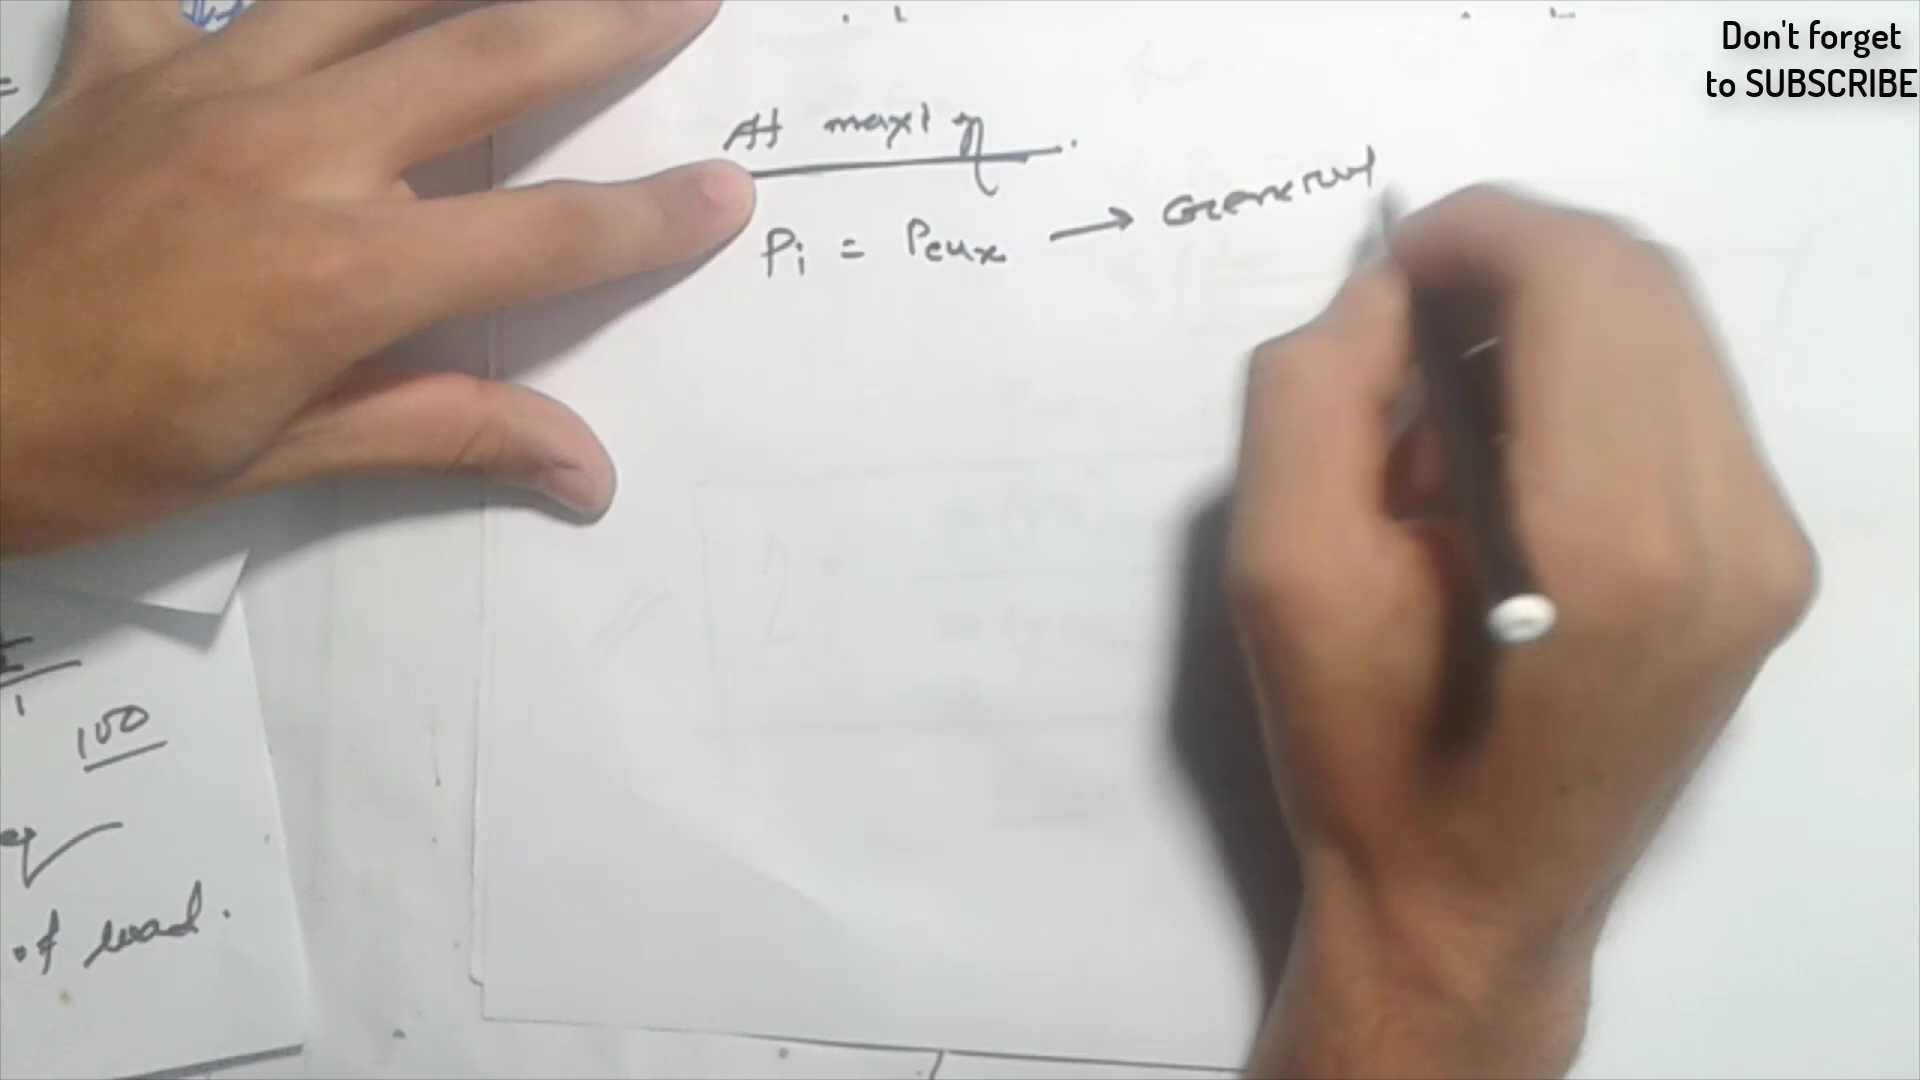 Don't forget
to SUBSCRIBE
At maxi η
Pi = Pcux → General
100
of load.